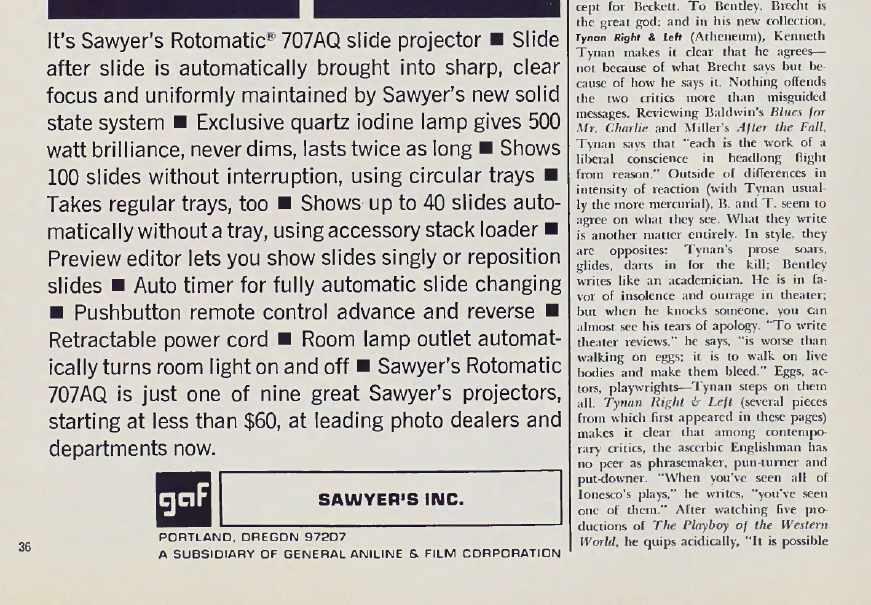 It's Sawyer's Rotomatic® 707AQ slide projector ■ Slide
after slide is automatically brought into sharp, clear
focus and uniformly maintained by Sawyer's new solid
state system ■ Exclusive quartz iodine lamp gives 500
watt brilliance, never dims, lasts twice as long ■ Shows
100 slides without interruption, using circular trays ■
Takes regular trays, too ■ Shows up to 40 slides auto-
matically without a tray, using accessory stack loader ■
Preview editor lets you show slides singly or reposition
slides ■ Auto timer for fully automatic slide changing
■ Pushbutton remote control advance and reverse ■
Retractable power cord ■ Room lamp outlet automat-
ically turns room light on and off ■ Sawyer's Rotomatic
707AQ is just one of nine great Sawyer's projectors,
starting at less than $60, at leading photo dealers and
departments now.
gaf
SAWYER'S INC.
PORTLAND, OREGON 97207
A SUBSIDIARY OF GENERAL ANILINE & FILM CORPORATION
36
cept for Beckett. To Bentley, Brecht is
the great god; and in his new collection,
Tynan Right & Left (Atheneum), Kenneth
Tynan makes it clear that he agrees—
not because of what Brecht says but be-
cause of how he says it. Nothing offends
the two critics more than misguided
messages. Reviewing Baldwin's Blues for
Mr. Charlie and Miller's After the Fall,
Tynan says that "each is the work of a
liberal conscience in headlong flight
from reason." Outside of differences in
intensity of reaction (with Tynan usual-
ly the more mercurial), B. and T. seem to
agree on what they see. What they write
is another matter entirely. In style, they
are opposites: Tynan's prose soars,
glides, darts in for the kill; Bentley
writes like an academician. He is in fa-
vor of insolence and outrage in theater;
but when he knocks someone, you can
almost see his tears of apology. "To write
theater reviews," he says, "is worse than
walking on eggs; it is to walk on live
bodies and make them bleed." Eggs, ac-
tors, playwrights—Tynan steps on them
all. Tynan Right & Left (several pieces
from which first appeared in these pages)
makes it clear that among contempo-
rary critics, the ascerbic Englishman has
no peer as phrasemaker, pun-turner and
put-downer. "When you've seen all of
Ionesco's plays," he writes, "you've seen
one of them." After watching five pro-
ductions of The Playboy of the Western
World, he quips acidically, "It is possible